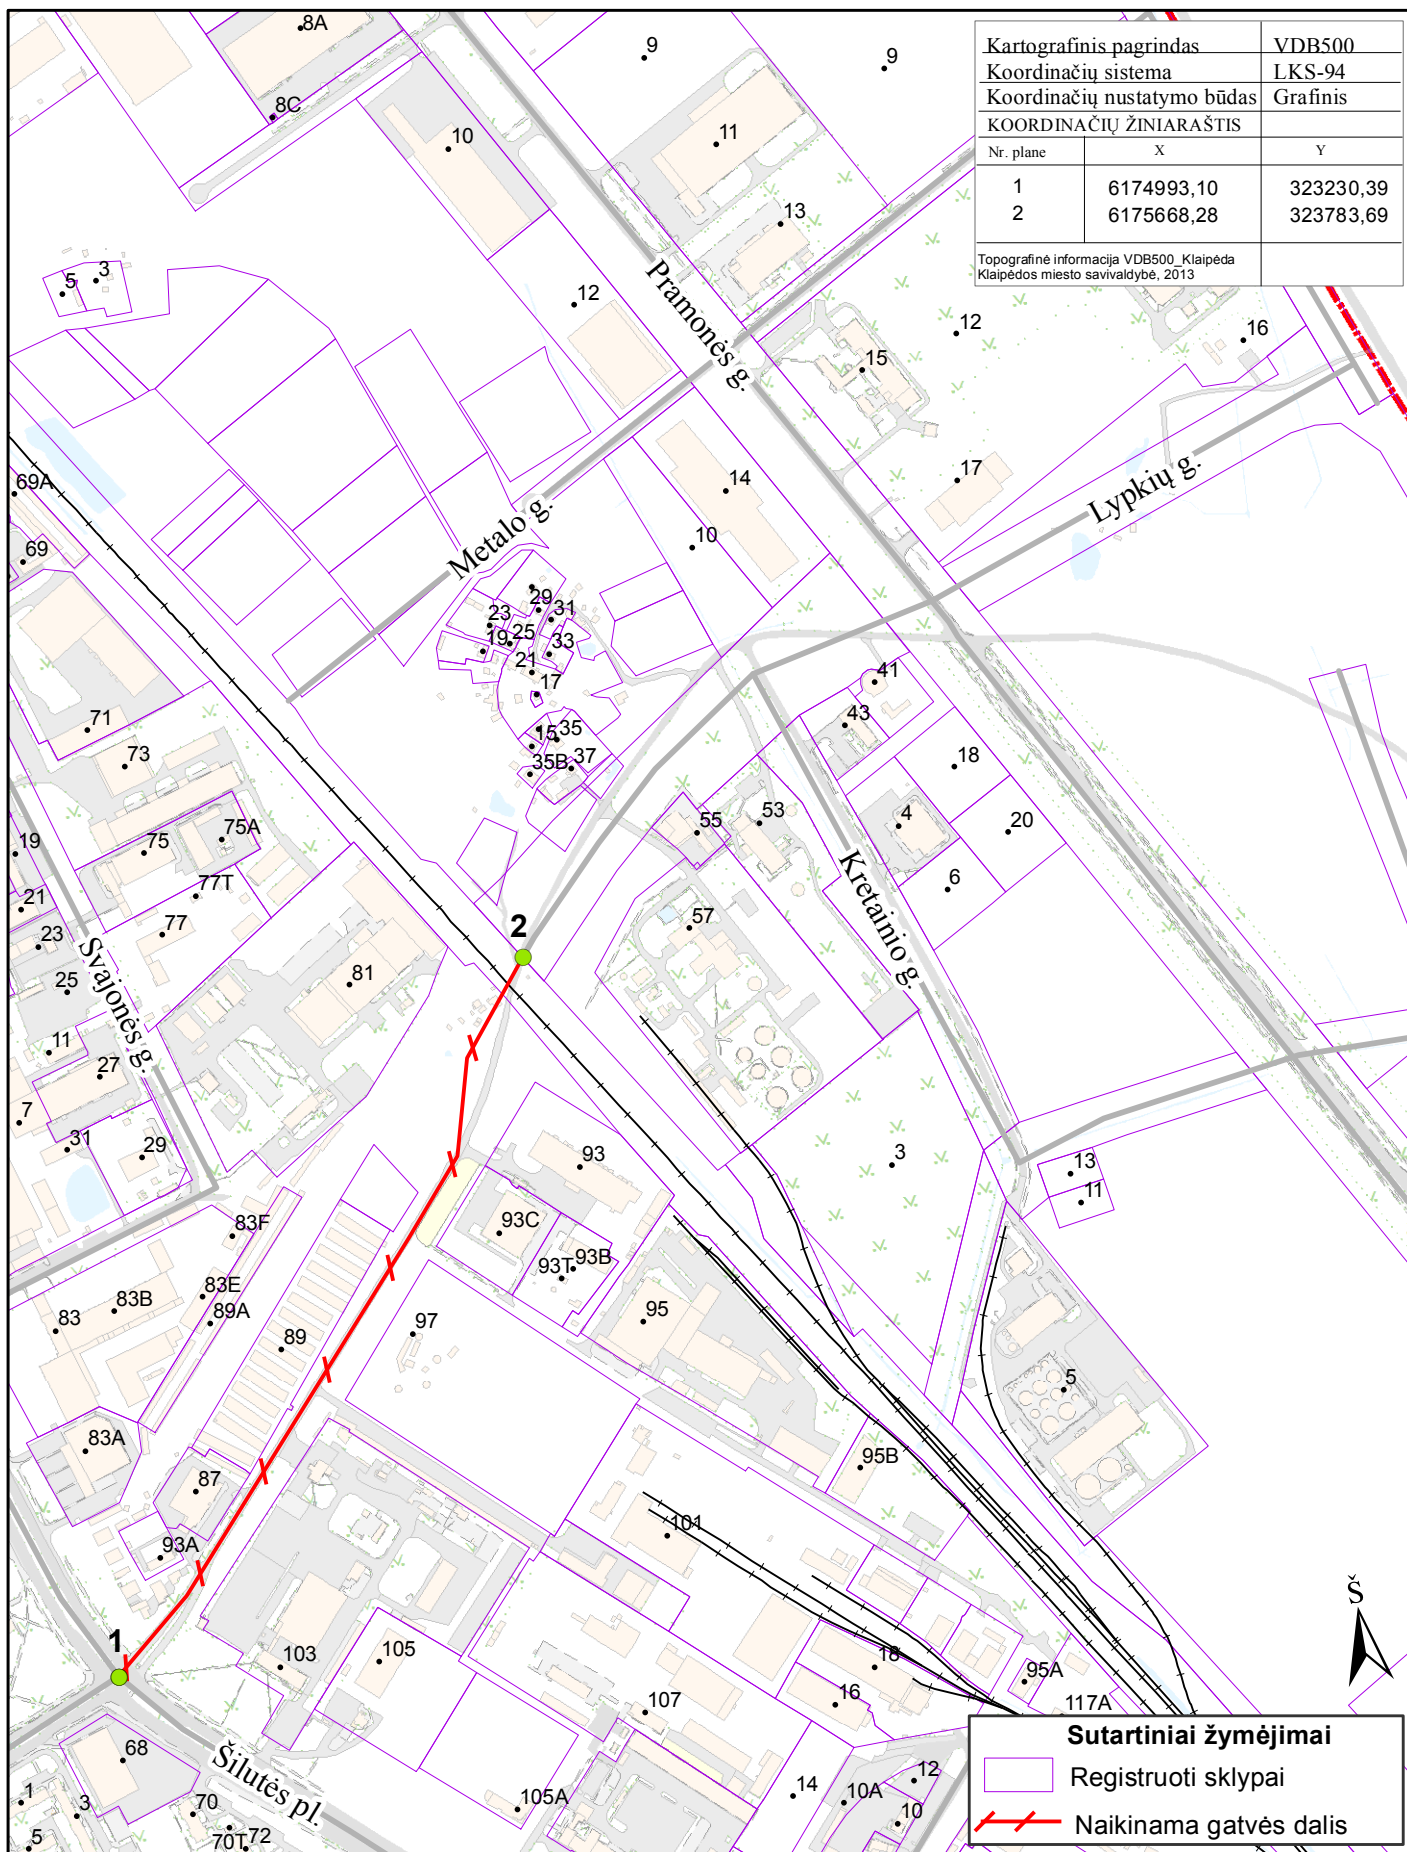 Kartografinis pagrindas VDB500
Koordinačių sistema LKS-94
Koordinačių nustatymo būdas Grafinis
KOORDINAČIŲ ŽINIARAŠTIS
Nr. plane X Y
1 6174993,10 323230,39
2 6175668,28 323783,69
Topografinė informacija VDB500_Klaipėda
Klaipėdos miesto savivaldybė, 2013
8A
9
9
8C
10
11
13
5
3
12
Pramonės g.
12
16
15
69A
14
17
Lypkių g.
Metalo g.
10
69
29
23
31
25
19
33
21
17
41
43
71
15
35
73
35B
37
18
75A
55
53
4
20
19
75
77T
6
21
57
Kretainio g.
23
77
2
Svajonės g.
25
81
11
27
7
31
29
93
3
13
11
83F
93C
93B
93T
83E
83B
89A
83
95
97
89
5
83A
95B
87
101
93A
Š
1
103
105
18
95A
16
107
117A
Šilutės pl.
68
1
3
70
105A
14
10A
12
10
5
70T
72
Sutartiniai žymėjimai
Registruoti sklypai
Naikinama gatvės dalis